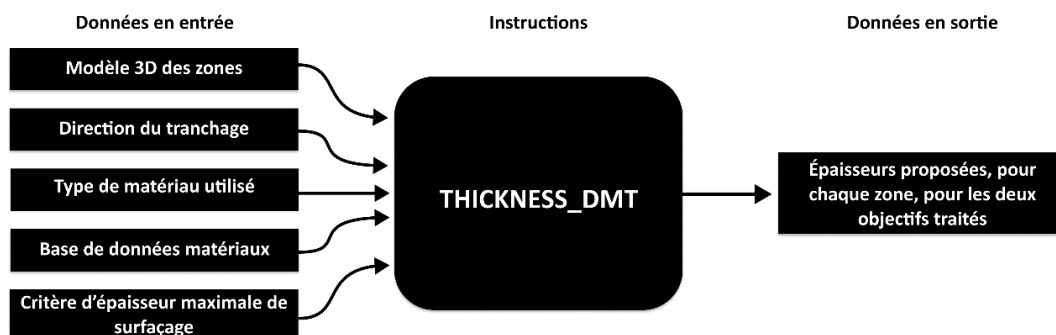 Données en entrée
Instructions
Données en sortie
Modèle 3D des zones
Direction du tranchage
Type de matériau utilisé
Base de données matériaux
Critère d'épaisseur maximale de
surfaçage
THICKNESS_DMT
Épaisseurs proposées, pour
chaque zone, pour les deux
objectifs traités